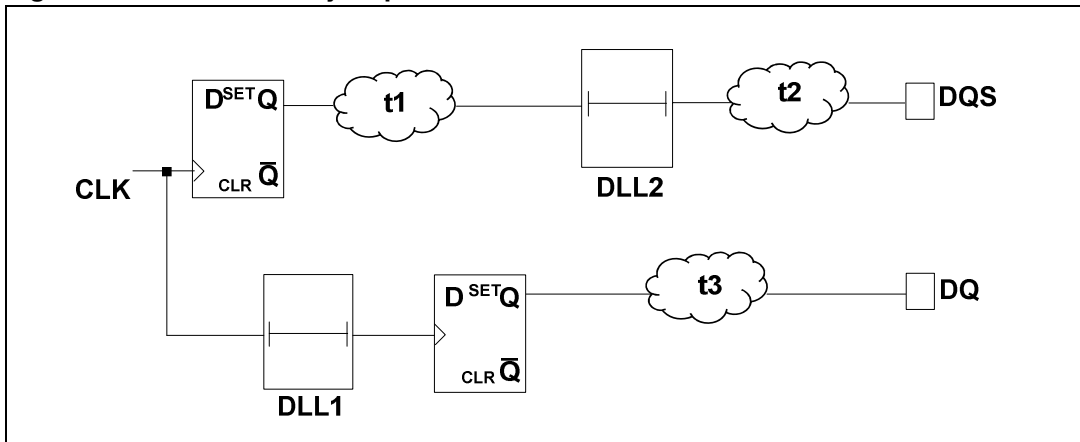 D SET Q
t1
t2
DQS
CLR Q̅
CLK
DLL2
D SET Q
t3
DQ
CLR Q̅
DLL1